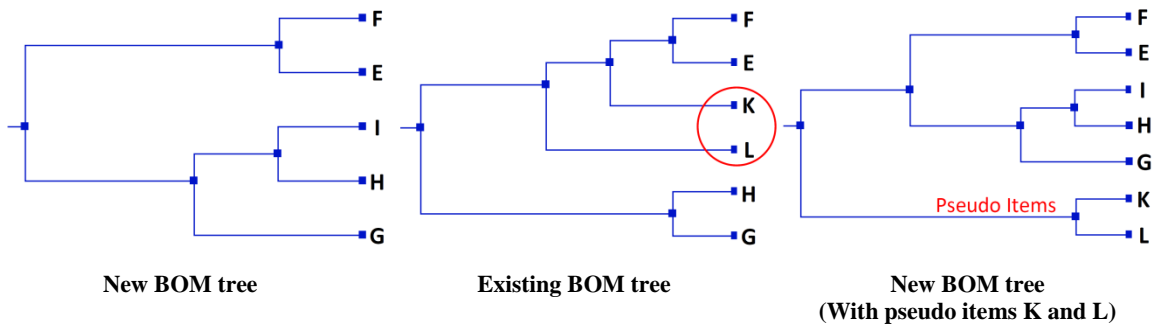 F
E
I
H
G
New BOM tree
F
E
K
L
H
G
Existing BOM tree
F
E
I
H
G
Pseudo Items
K
L
New BOM tree
(With pseudo items K and L)